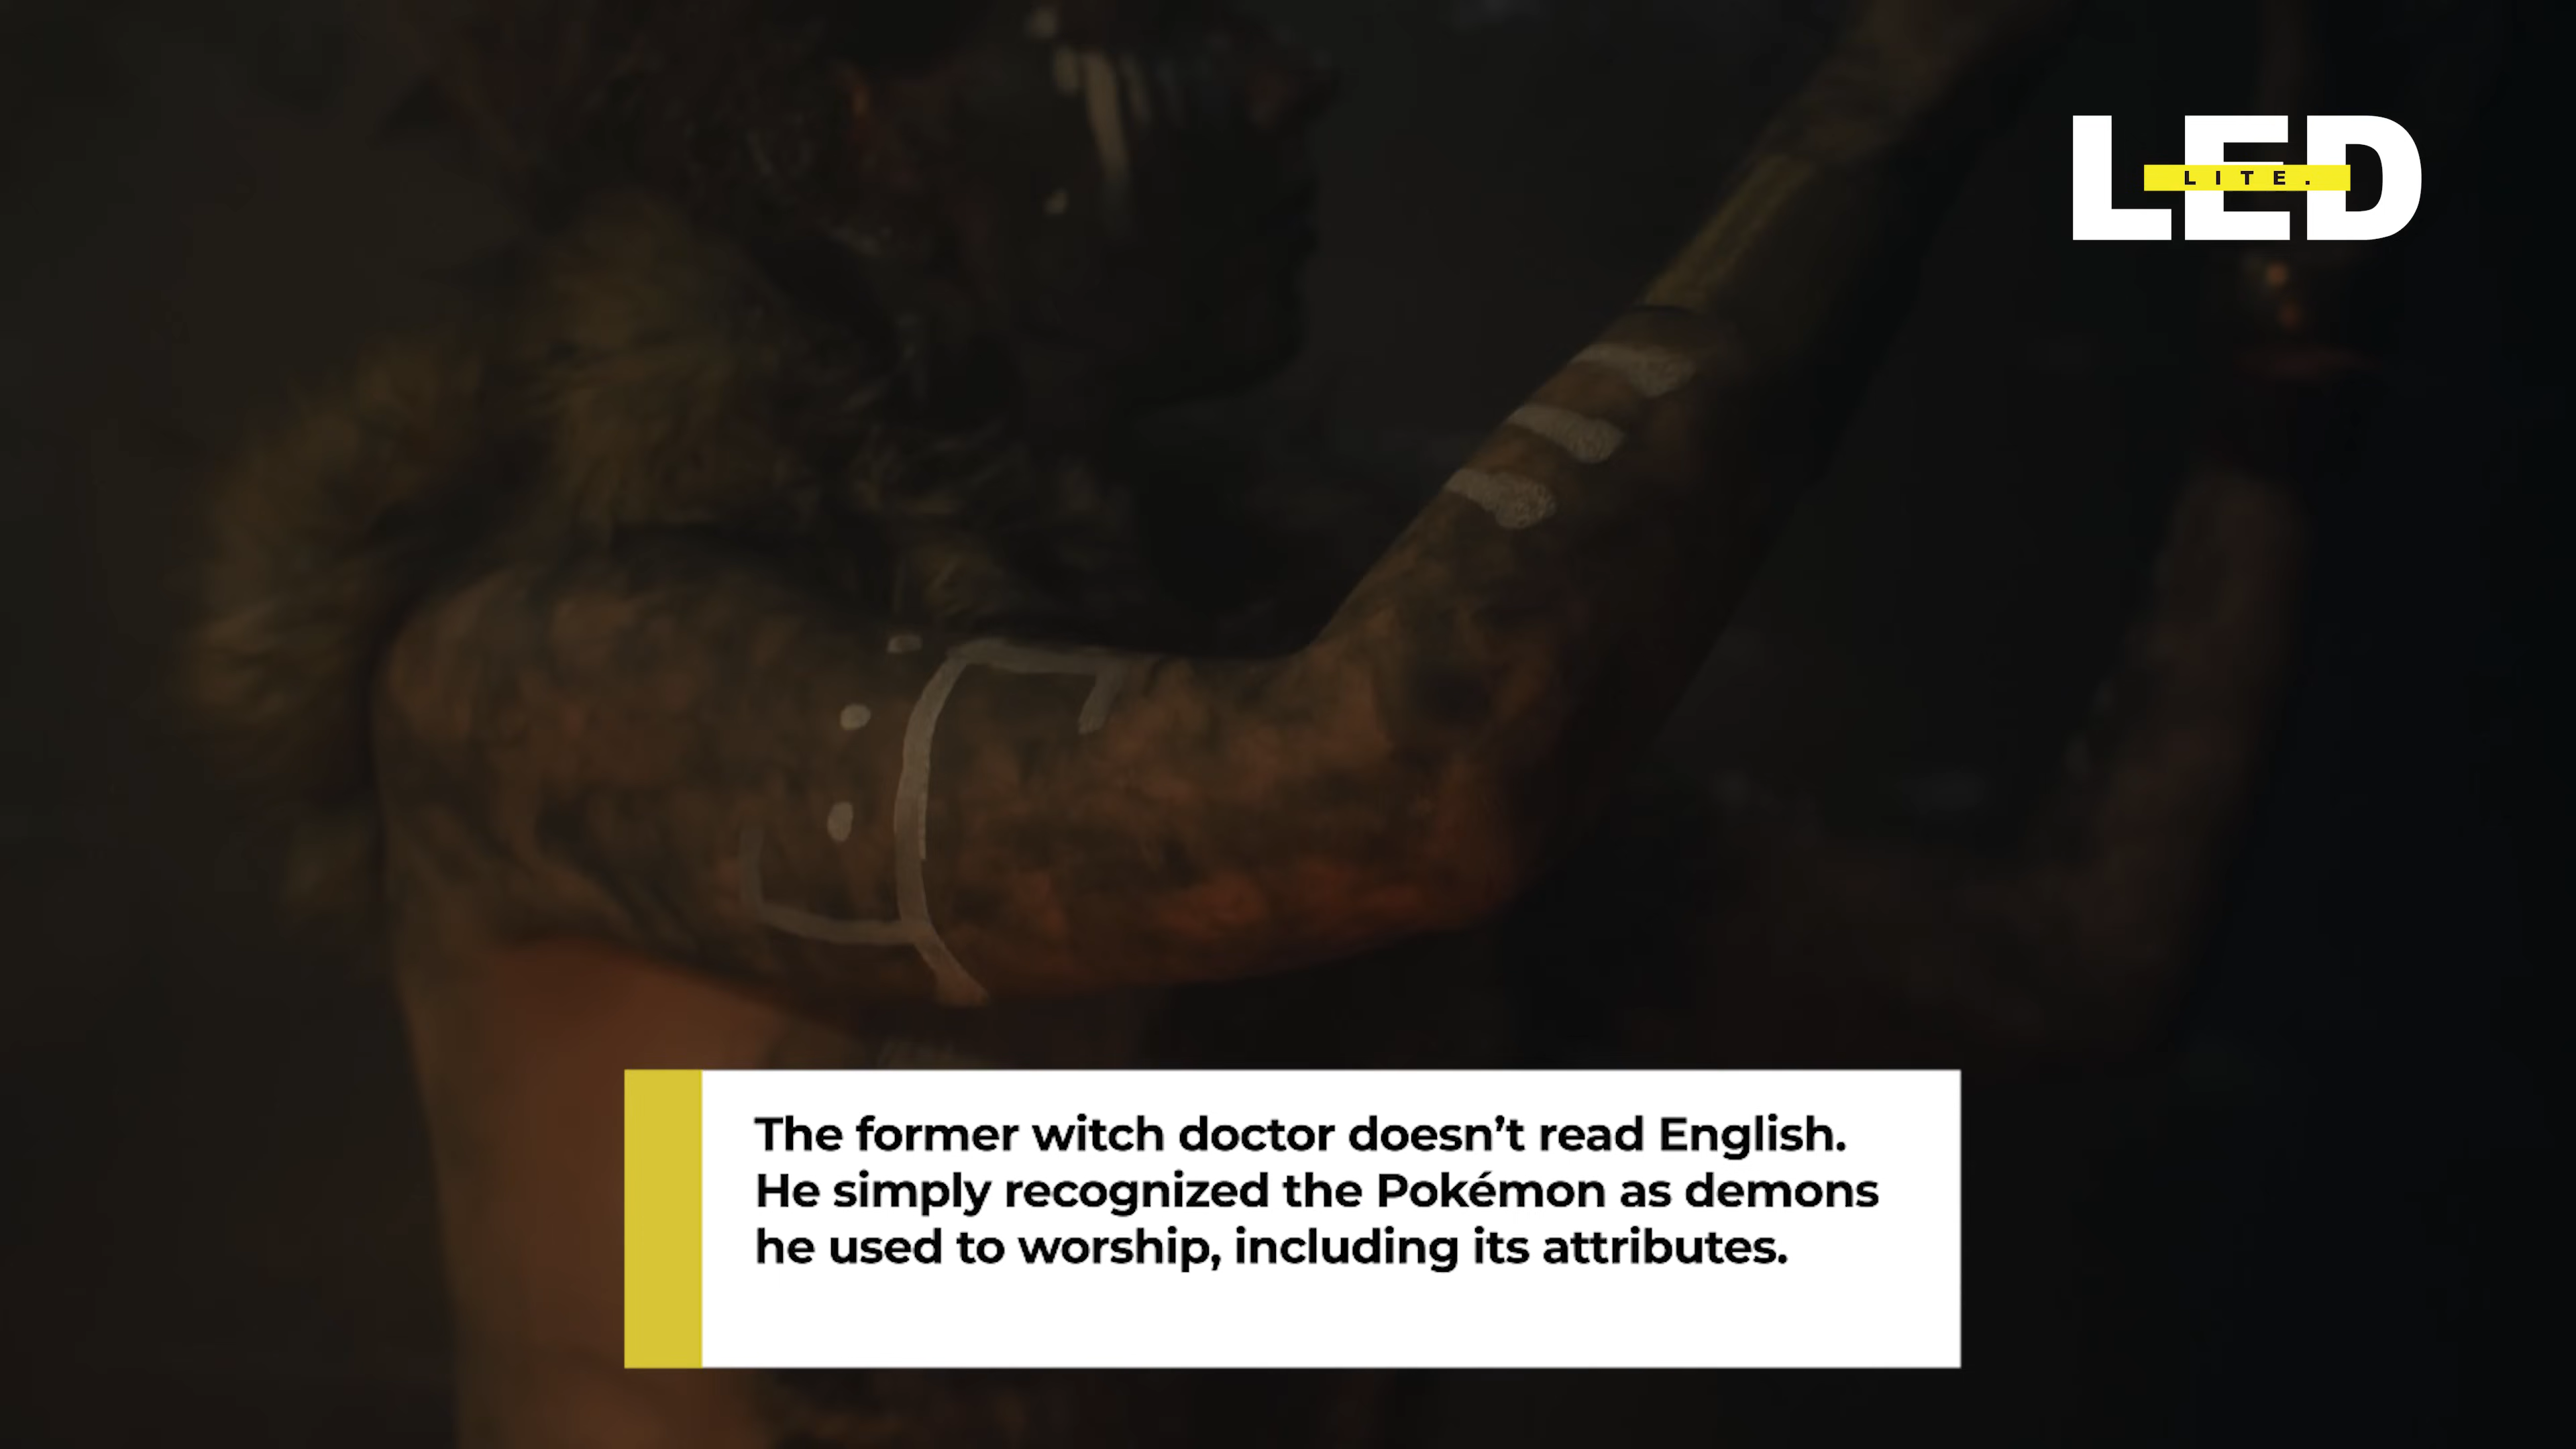 LED
LITE.
The former witch doctor doesn’t read English.
He simply recognized the Pokémon as demons
he used to worship, including its attributes.